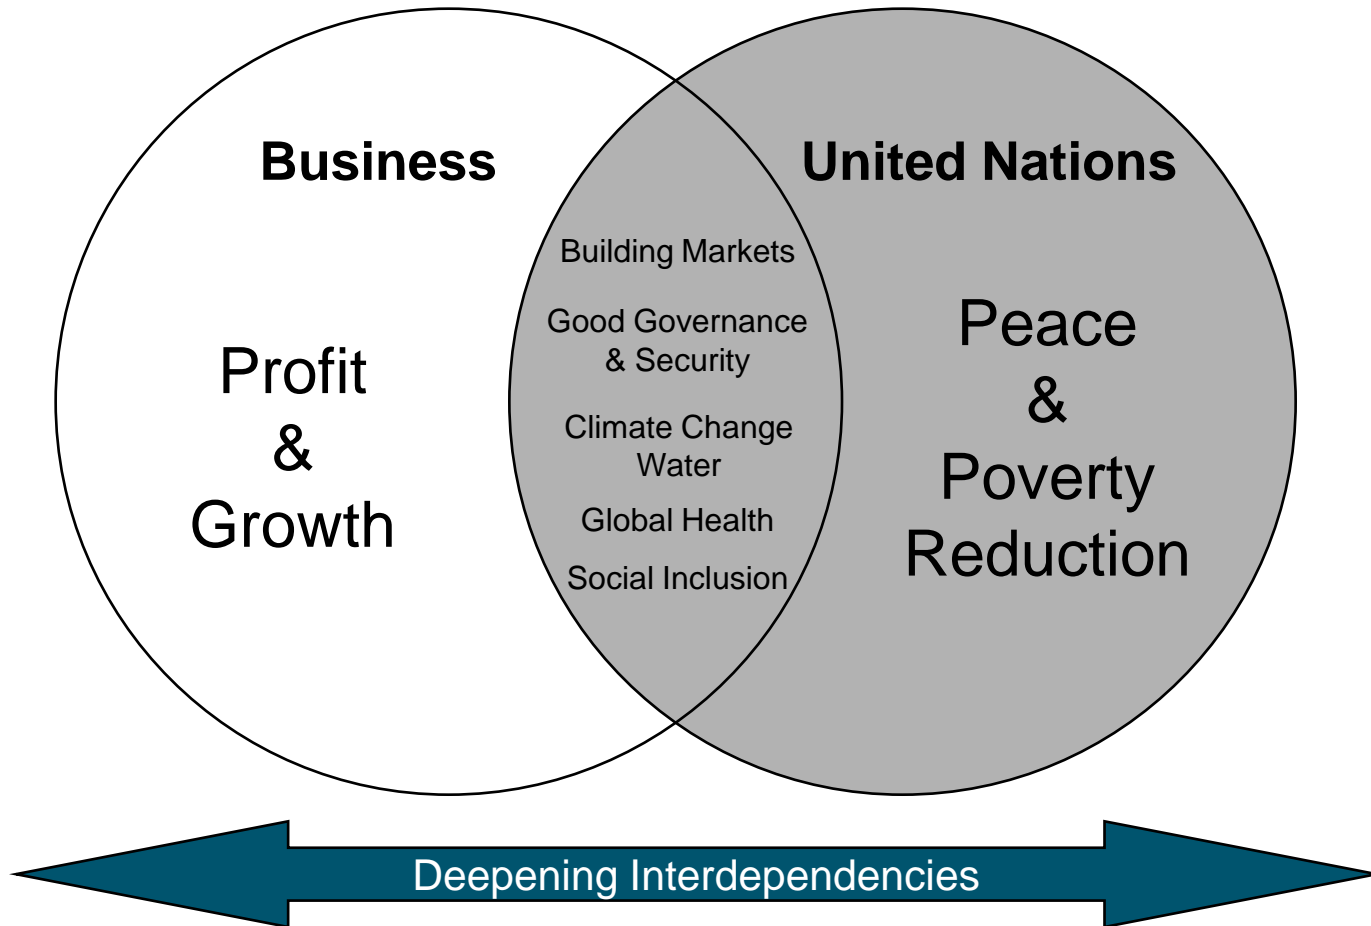 Business
United Nations
Profit
&
Growth
Building Markets
Good Governance
& Security
Climate Change
Water
Global Health
Social Inclusion
Peace
&
Poverty
Reduction
Deepening Interdependencies